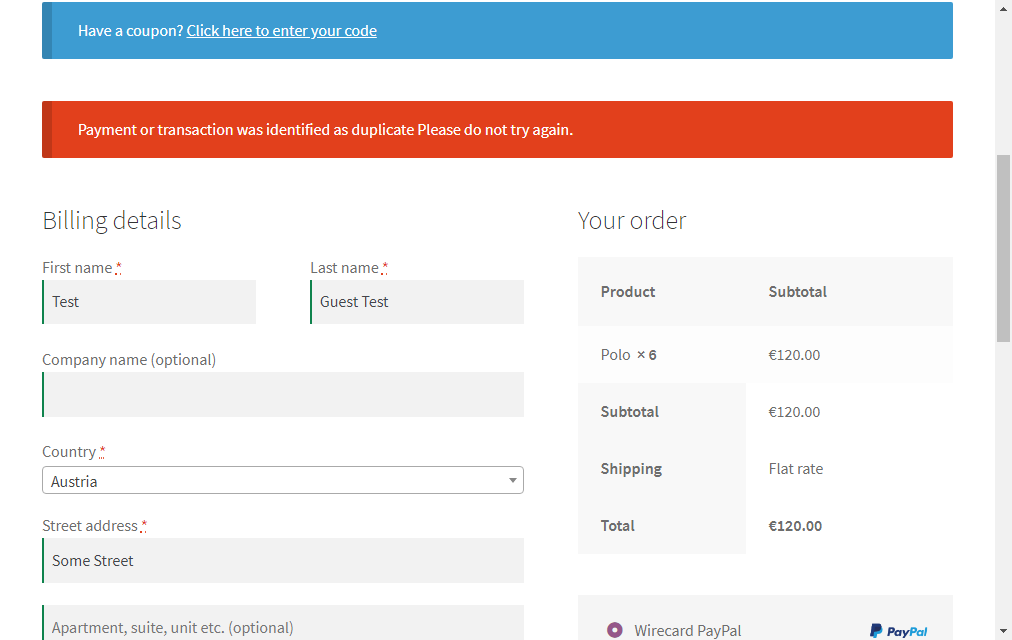 Have a coupon? Click here to enter your code
Payment or transaction was identified as duplicate Please do not try again.
Billing details
First name *
Last name *
Test
Guest Test
Company name (optional)
Country *
Austria
Street address *
Some Street
Apartment, suite, unit etc. (optional)
Your order
Product Subtotal
Polo × 6 €120.00
Subtotal €120.00
Shipping Flat rate
Total €120.00
Wirecard PayPal PayPal